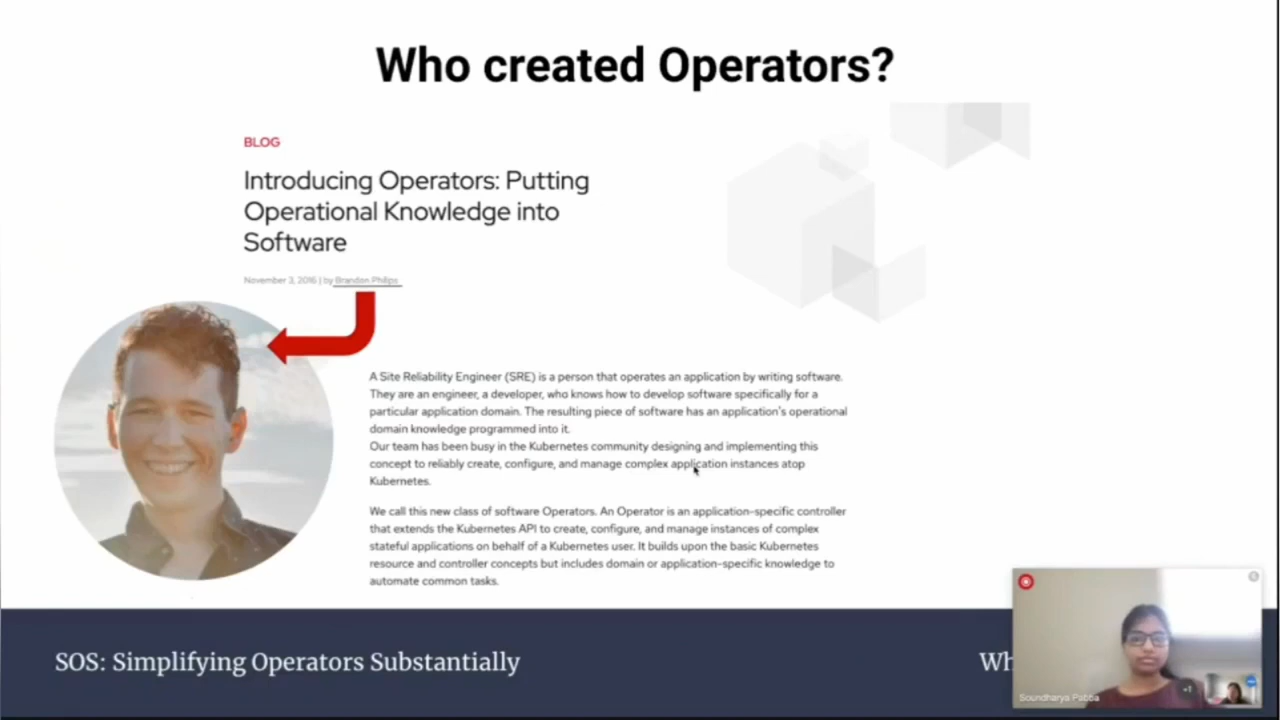 Who created Operators?
BLOG
Introducing Operators: Putting
Operational Knowledge into
Software
November 3, 2016 | by Brandon Philips
A Site Reliability Engineer (SRE) is a person that operates an application by writing software.
They are an engineer, a developer, who knows how to develop software specifically for a
particular application domain. The resulting piece of software has an application's operational
domain knowledge programmed into it.
Our team has been busy in the Kubernetes community designing and implementing this
concept to reliably create, configure, and manage complex application instances atop
Kubernetes.
We call this new class of software Operators. An Operator is an application-specific controller
that extends the Kubernetes API to create, configure, and manage instances of complex
stateful applications on behalf of a Kubernetes user. It builds upon the basic Kubernetes
resource and controller concepts but includes domain or application-specific knowledge to
automate common tasks.
SOS: Simplifying Operators Substantially
Wh
Soundharya Pabba
+1